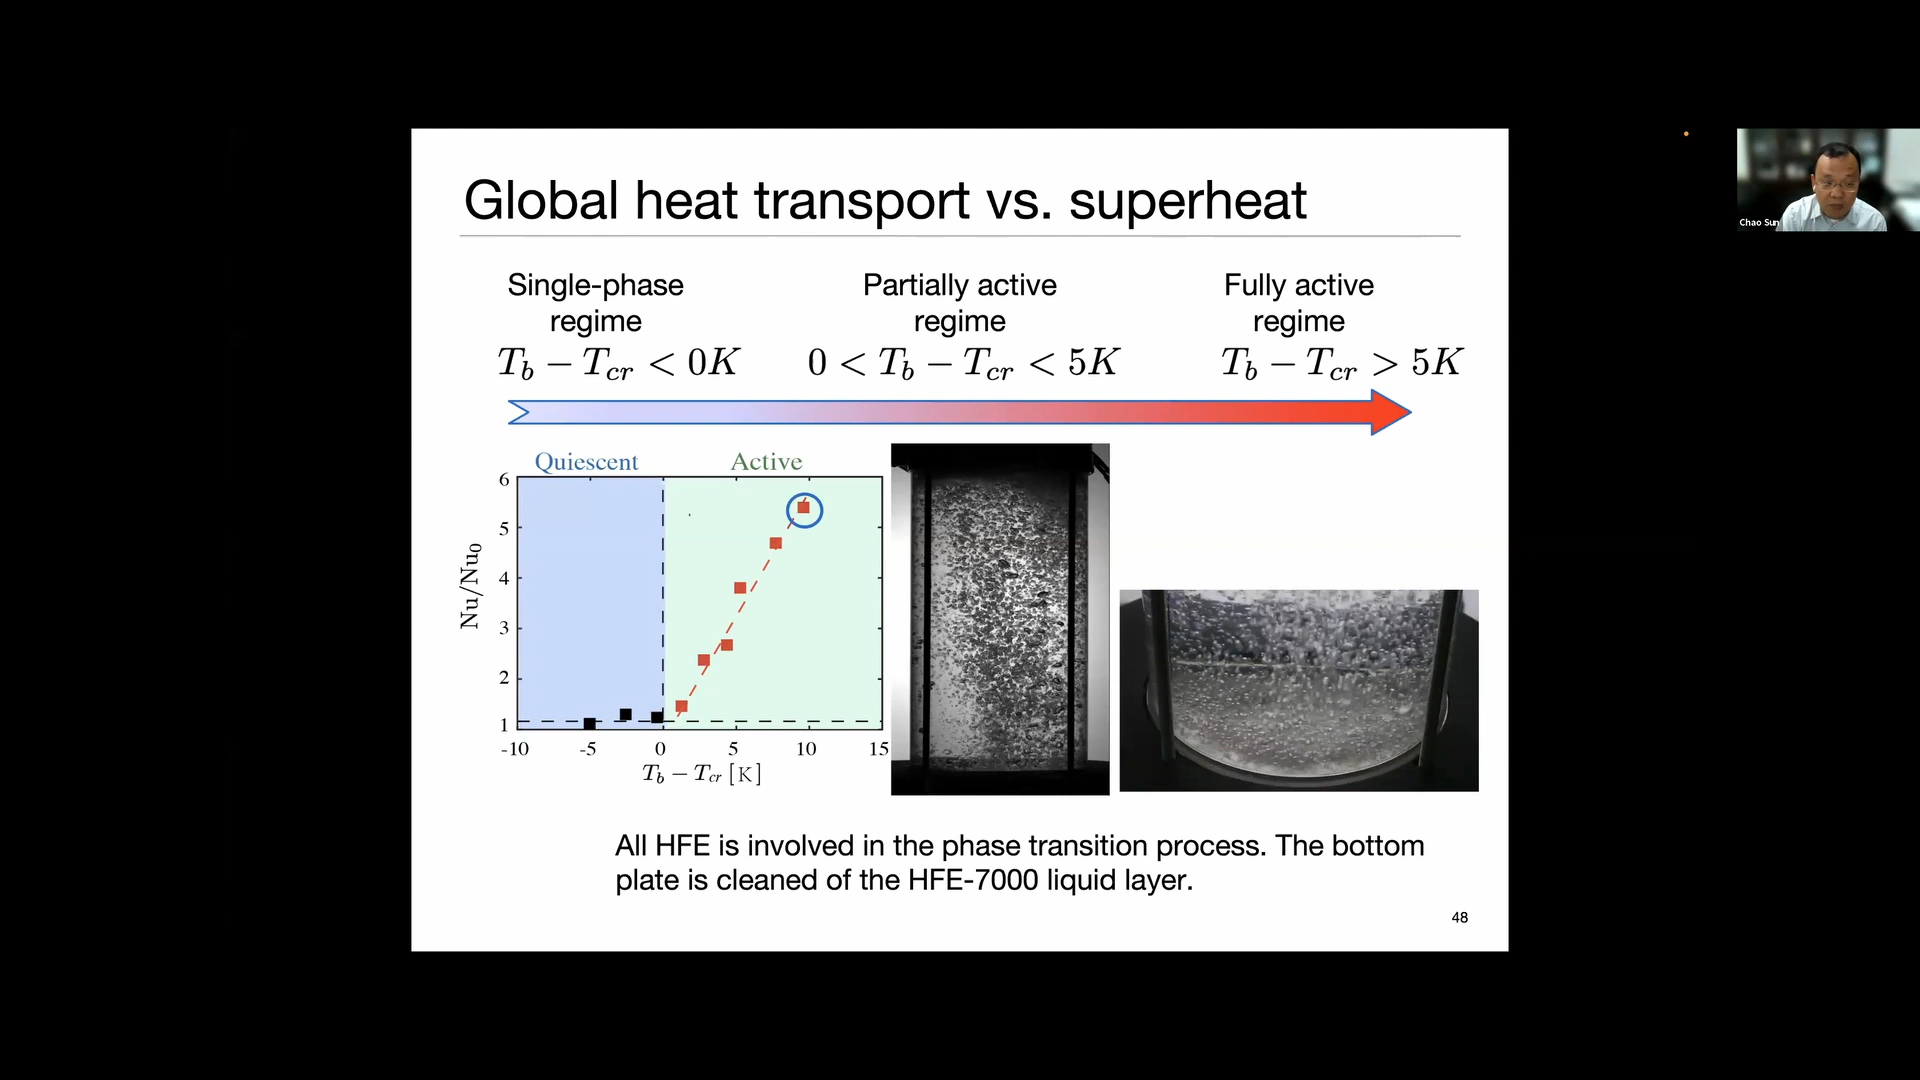 Global heat transport vs. superheat
Single-phase
regime
Partially active
regime
Fully active
regime
T_b − T_cr < 0K
0 < T_b − T_cr < 5K
T_b − T_cr > 5K
Quiescent
Active
6
5
4
3
2
1
Nu/Nu₀
-10
-5
0
5
10
15
T_b − T_cr [K]
All HFE is involved in the phase transition process. The bottom
plate is cleaned of the HFE-7000 liquid layer.
48
Chao Sun